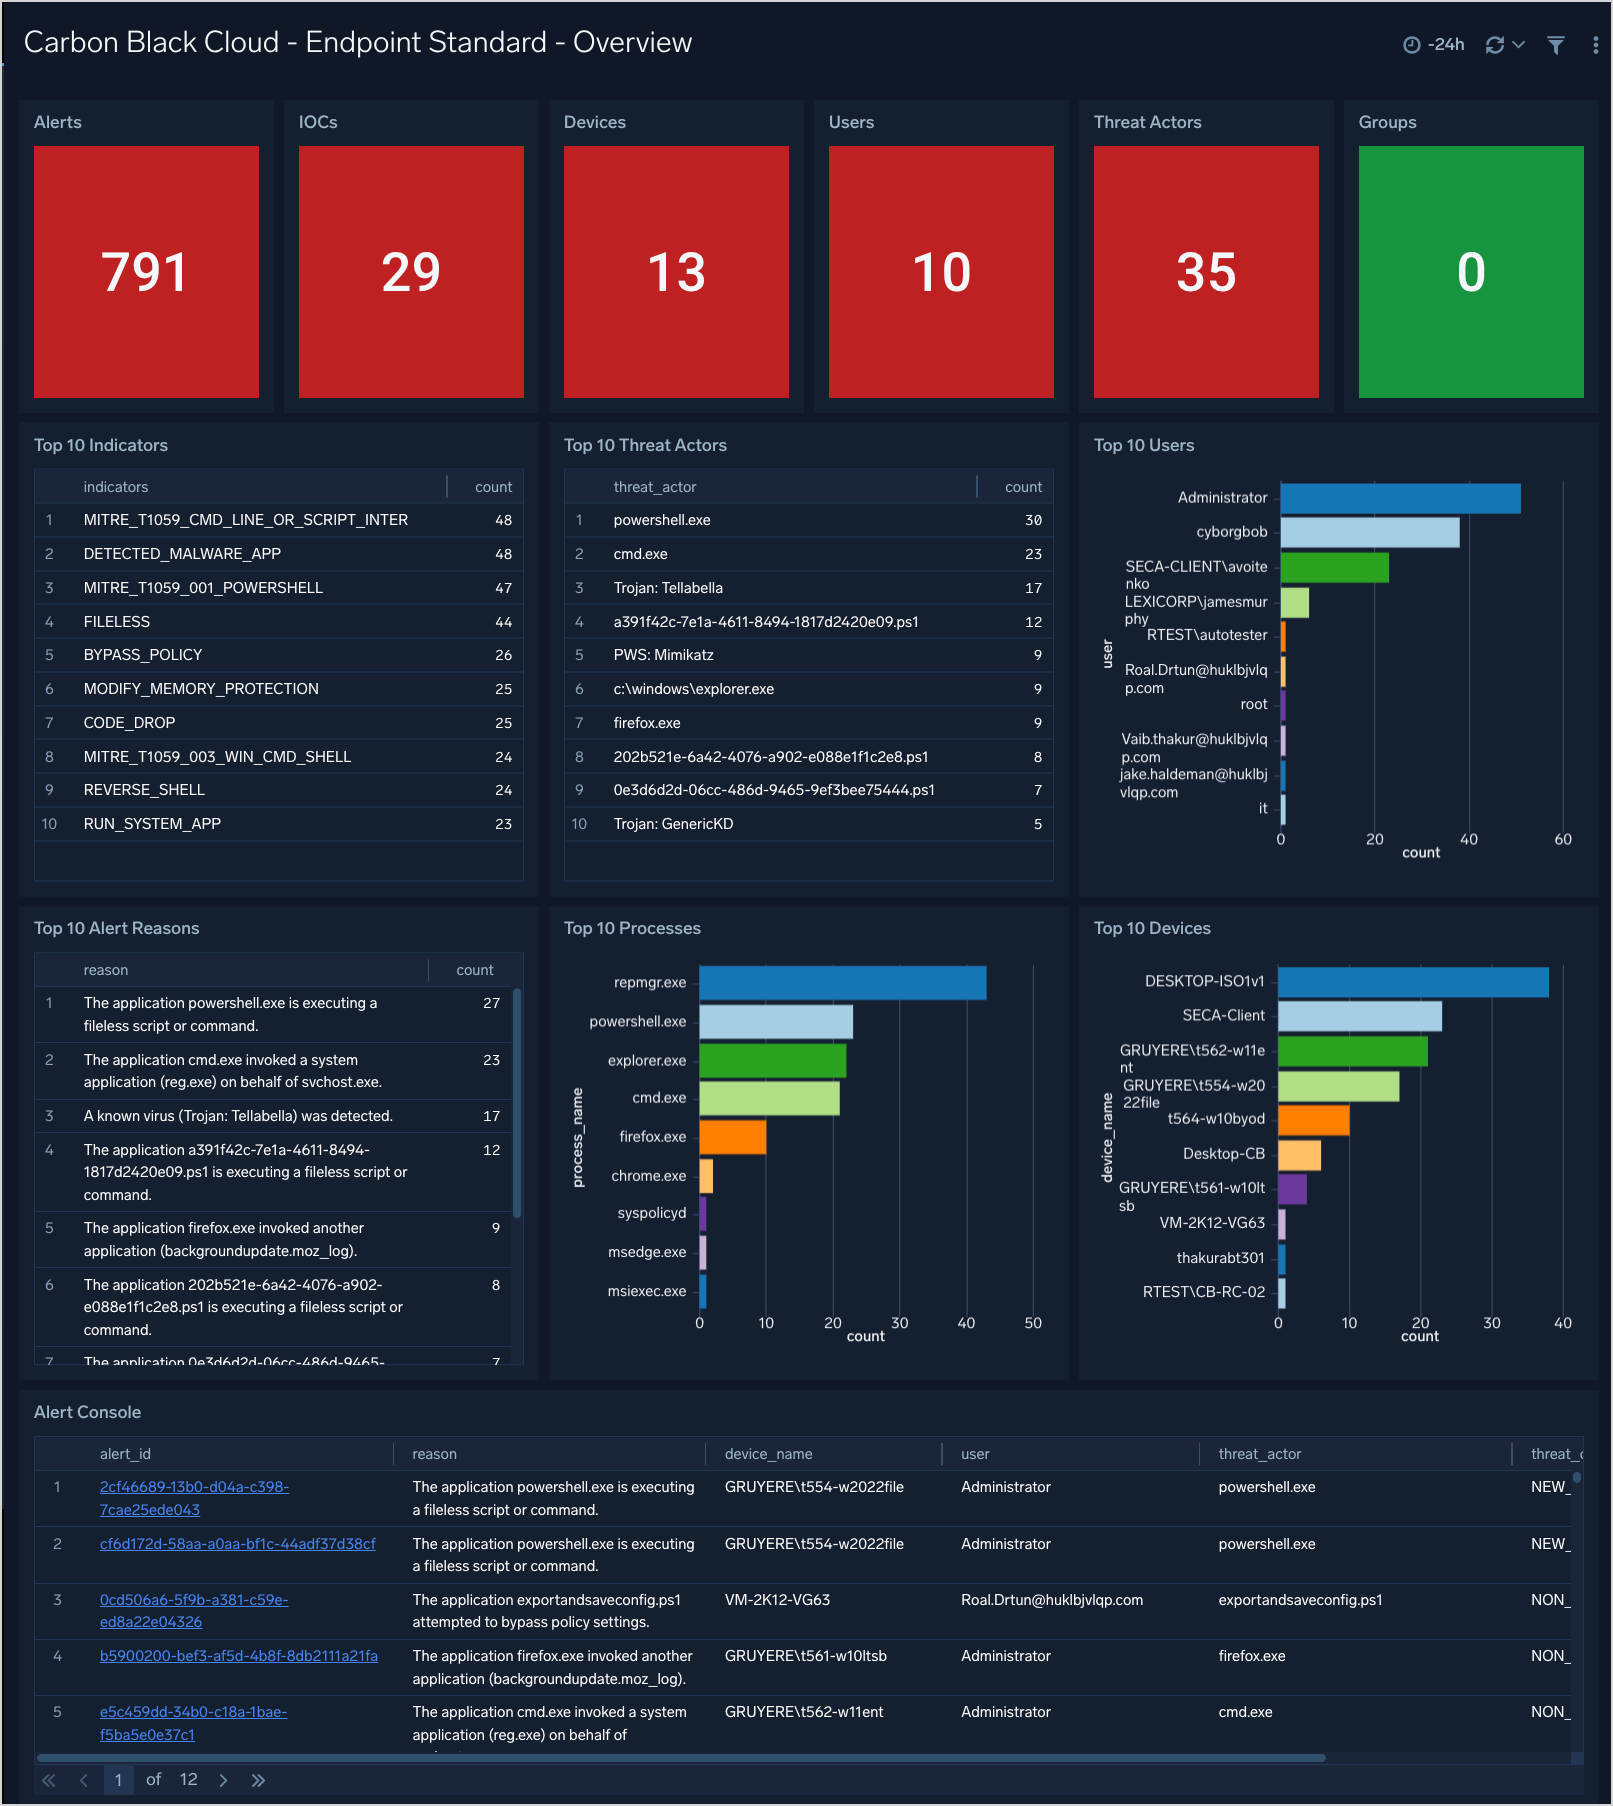 Carbon Black Cloud - Endpoint Standard - Overview
-24h
Alerts
IOCs
Devices
Users
Threat Actors
Groups
791
29
13
10
35
0
Top 10 Indicators
indicators count
1 MITRE_T1059_CMD_LINE_OR_SCRIPT_INTER 48
2 DETECTED_MALWARE_APP 48
3 MITRE_T1059_001_POWERSHELL 47
4 FILELESS 44
5 BYPASS_POLICY 26
6 MODIFY_MEMORY_PROTECTION 25
7 CODE_DROP 25
8 MITRE_T1059_003_WIN_CMD_SHELL 24
9 REVERSE_SHELL 24
10 RUN_SYSTEM_APP 23
Top 10 Threat Actors
threat_actor count
1 powershell.exe 30
2 cmd.exe 23
3 Trojan: Tellabella 17
4 a391f42c-7e1a-4611-8494-1817d2420e09.ps1 12
5 PWS: Mimikatz 9
6 c:\windows\explorer.exe 9
7 firefox.exe 9
8 202b521e-6a42-4076-a902-e088e1f1c2e8.ps1 8
9 0e3d6d2d-06cc-486d-9465-9ef3bee75444.ps1 7
10 Trojan: GenericKD 5
Top 10 Users
user
Administrator
cyborgbob
SECA-CLIENT\avoite
nko
LEXICORP\jamesmur
phy
RTEST\autotester
Roal.Drtun@huklbjvlq
p.com
root
Vaib.thakur@huklbjvlq
p.com
jake.haldeman@huklbj
vlqp.com
it
0 20 40 60
count
Top 10 Alert Reasons
reason count
1 The application powershell.exe is executing a 27
fileless script or command.
2 The application cmd.exe invoked a system 23
application (reg.exe) on behalf of svchost.exe.
3 A known virus (Trojan: Tellabella) was detected. 17
4 The application a391f42c-7e1a-4611-8494- 12
1817d2420e09.ps1 is executing a fileless script or
command.
5 The application firefox.exe invoked another 9
application (backgroundupdate.moz_log).
6 The application 202b521e-6a42-4076-a902- 8
e088e1f1c2e8.ps1 is executing a fileless script or
command.
7 The application 0e3d6d2d-06cc-486d-9465- 7
Top 10 Processes
process_name
repmgr.exe
powershell.exe
explorer.exe
cmd.exe
firefox.exe
chrome.exe
syspolicyd
msedge.exe
msiexec.exe
0 10 20 30 40 50
count
Top 10 Devices
device_name
DESKTOP-ISO1v1
SECA-Client
GRUYERE\t562-w11e
nt
GRUYERE\t554-w20
22file
t564-w10byod
Desktop-CB
GRUYERE\t561-w10lt
sb
VM-2K12-VG63
thakurabt301
RTEST\CB-RC-02
0 10 20 30 40
count
Alert Console
alert_id reason device_name user threat_actor threat_c
1 2cf46689-13b0-d04a-c398- The application powershell.exe is executing GRUYERE\t554-w2022file Administrator powershell.exe NEW_
7cae25ede043 a fileless script or command.
2 cf6d172d-58aa-a0aa-bf1c-44adf37d38cf The application powershell.exe is executing GRUYERE\t554-w2022file Administrator powershell.exe NEW_
a fileless script or command.
3 0cd506a6-5f9b-a381-c59e- The application exportandsaveconfig.ps1 VM-2K12-VG63 Roal.Drtun@huklbjvlqp.com exportandsaveconfig.ps1 NON_
ed8a22e04326 attempted to bypass policy settings.
4 b5900200-bef3-af5d-4b8f-8db2111a21fa The application firefox.exe invoked another GRUYERE\t561-w10ltsb Administrator firefox.exe NON_
application (backgroundupdate.moz_log).
5 e5c459dd-34b0-c18a-1bae- The application cmd.exe invoked a system GRUYERE\t562-w11ent Administrator cmd.exe NON_
f5ba5e0e37c1 application (reg.exe) on behalf of
1 of 12